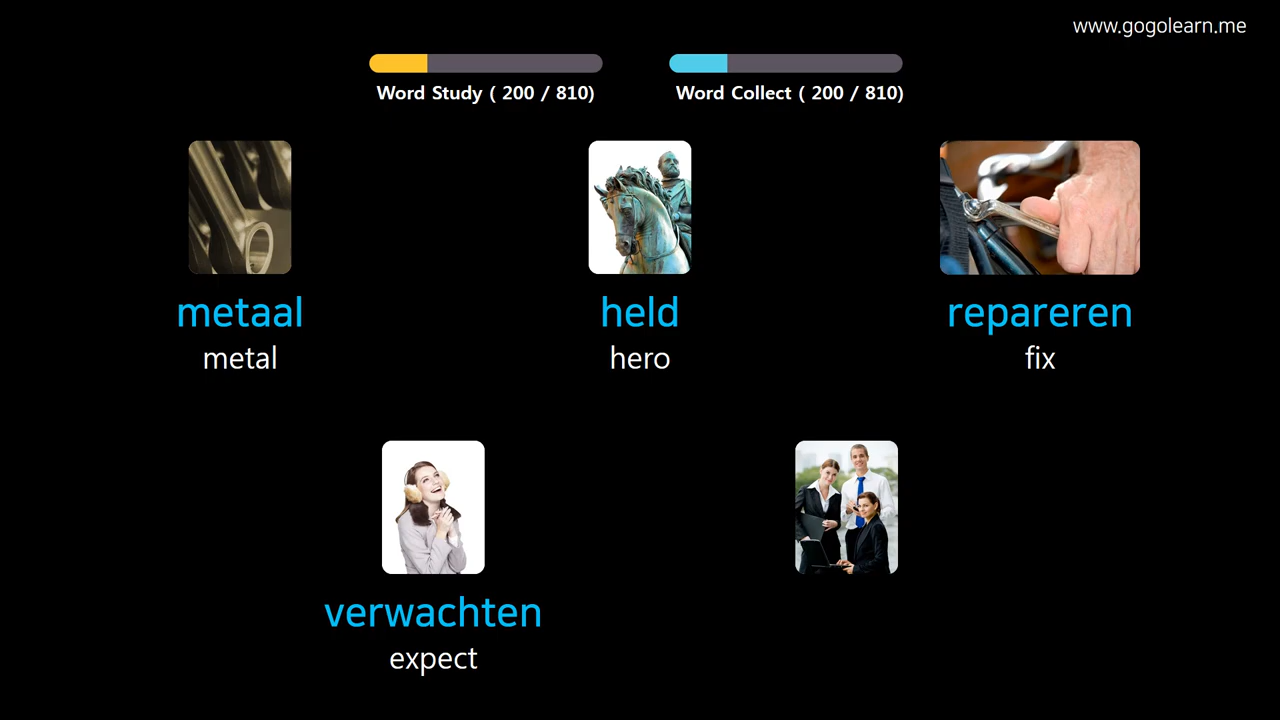 www.gogolearn.me
Word Study ( 200 / 810)
Word Collect ( 200 / 810)
metaal
metal
held
hero
repareren
fix
verwachten
expect